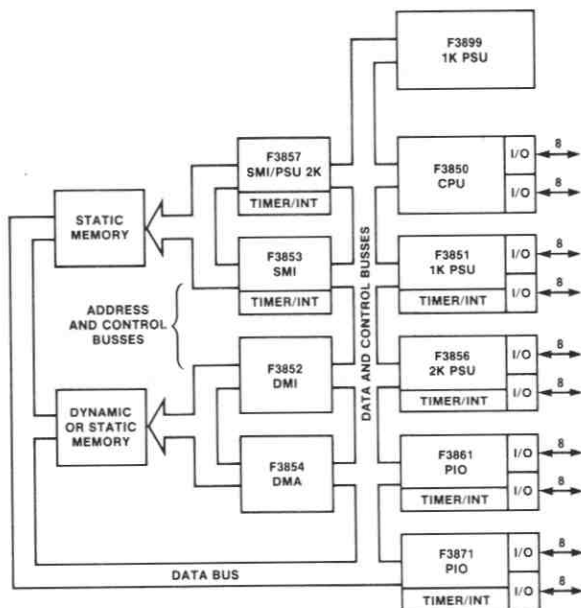 F3899
1K PSU
F3857
SMI/PSU 2K
TIMER/INT
F3850
CPU
I/O
8
I/O
8
STATIC
MEMORY
F3853
SMI
TIMER/INT
F3851
1K PSU
TIMER/INT
I/O
8
I/O
8
ADDRESS
AND CONTROL
BUSSES
DATA AND CONTROL BUSSES
F3852
DMI
F3856
2K PSU
TIMER/INT
I/O
8
I/O
8
DYNAMIC
OR STATIC
MEMORY
F3854
DMA
F3861
PIO
TIMER/INT
I/O
8
I/O
8
DATA BUS
F3871
PIO
TIMER/INT
I/O
8
I/O
8